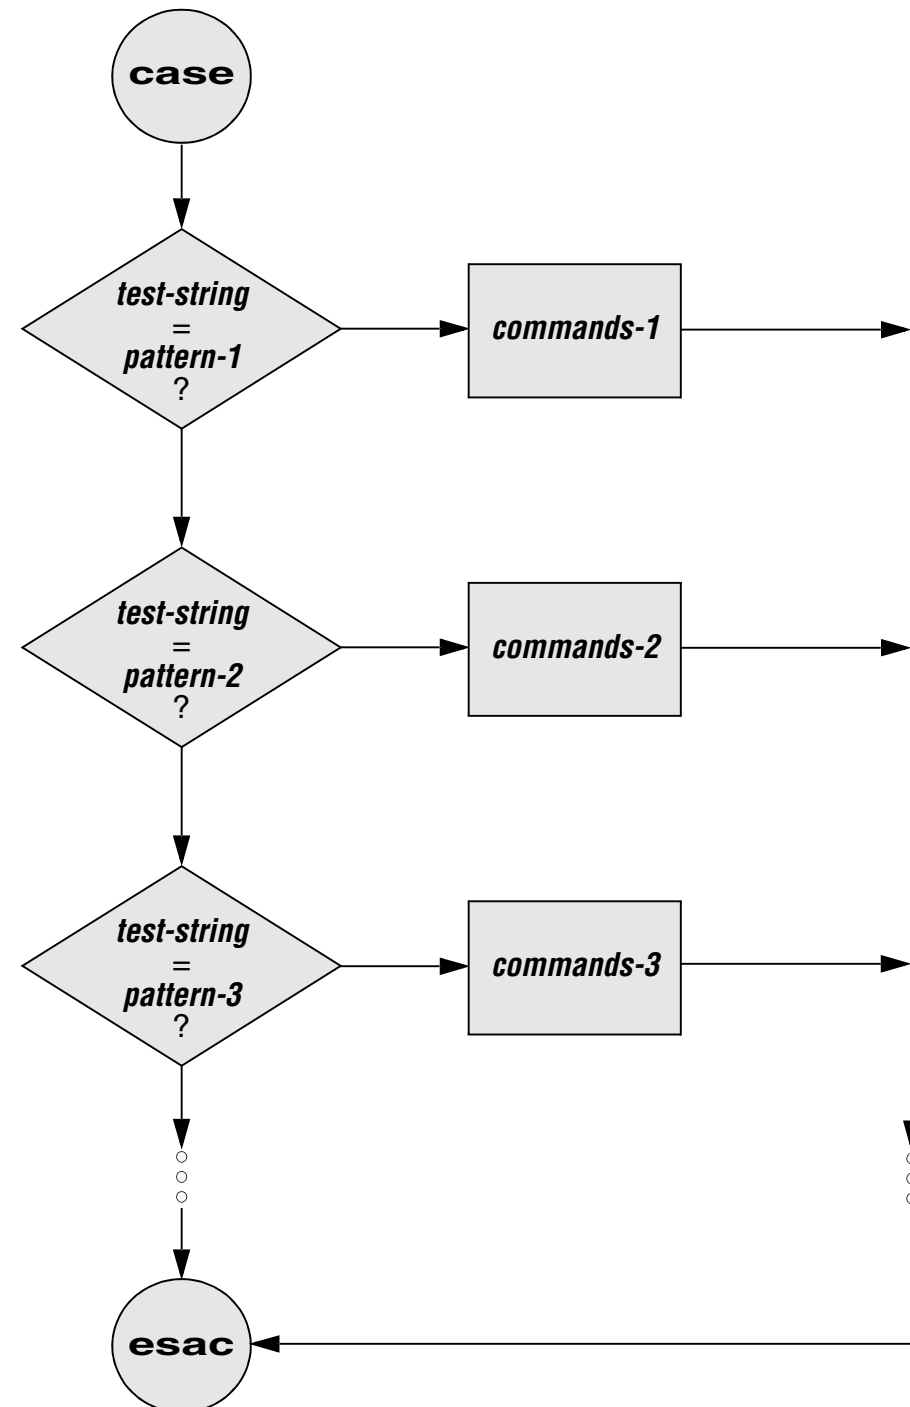 case
test-string
=
pattern-1
?
commands-1
test-string
=
pattern-2
?
commands-2
test-string
=
pattern-3
?
commands-3
esac